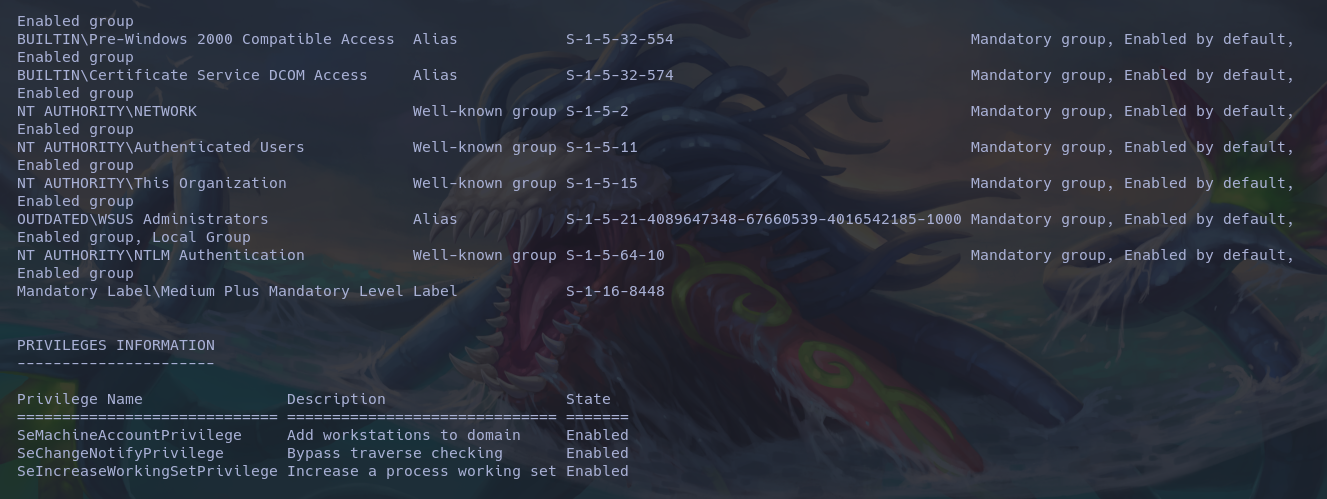 Enabled group
BUILTIN\Pre-Windows 2000 Compatible Access  Alias            S-1-5-32-554                                 Mandatory group, Enabled by default,
Enabled group
BUILTIN\Certificate Service DCOM Access     Alias            S-1-5-32-574                                 Mandatory group, Enabled by default,
Enabled group
NT AUTHORITY\NETWORK                        Well-known group S-1-5-2                                      Mandatory group, Enabled by default,
Enabled group
NT AUTHORITY\Authenticated Users            Well-known group S-1-5-11                                     Mandatory group, Enabled by default,
Enabled group
NT AUTHORITY\This Organization              Well-known group S-1-5-15                                     Mandatory group, Enabled by default,
Enabled group
OUTDATED\WSUS Administrators                Alias            S-1-5-21-4089647348-67660539-4016542185-1000 Mandatory group, Enabled by default,
Enabled group, Local Group
NT AUTHORITY\NTLM Authentication            Well-known group S-1-5-64-10                                  Mandatory group, Enabled by default,
Enabled group
Mandatory Label\Medium Plus Mandatory Level Label            S-1-16-8448
PRIVILEGES INFORMATION
----------------------
Privilege Name                Description                    State
============================= ============================== =======
SeMachineAccountPrivilege     Add workstations to domain     Enabled
SeChangeNotifyPrivilege       Bypass traverse checking       Enabled
SeIncreaseWorkingSetPrivilege Increase a process working set Enabled